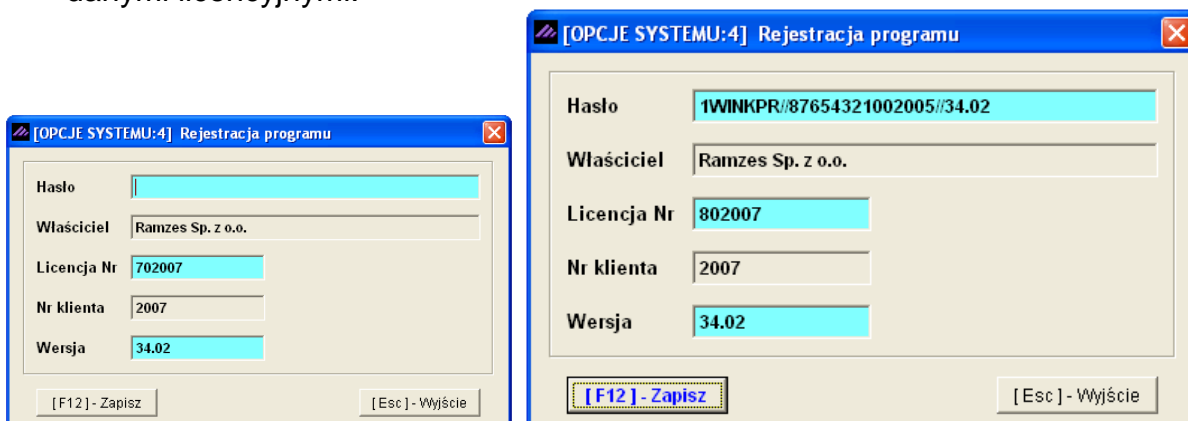 danymi licencyjnymi.
[OPCJE SYSTEMU:4] Rejestracja programu
Hasło
Właściciel Ramzes Sp. z o.o.
Licencja Nr 702007
Nr klienta 2007
Wersja 34.02
[ F12 ] - Zapisz [ Esc ] - Wyjście
[OPCJE SYSTEMU:4] Rejestracja programu
Hasło 1WINKPR//87654321002005//34.02
Właściciel Ramzes Sp. z o.o.
Licencja Nr 802007
Nr klienta 2007
Wersja 34.02
[ F12 ] - Zapisz [ Esc ] - Wyjście